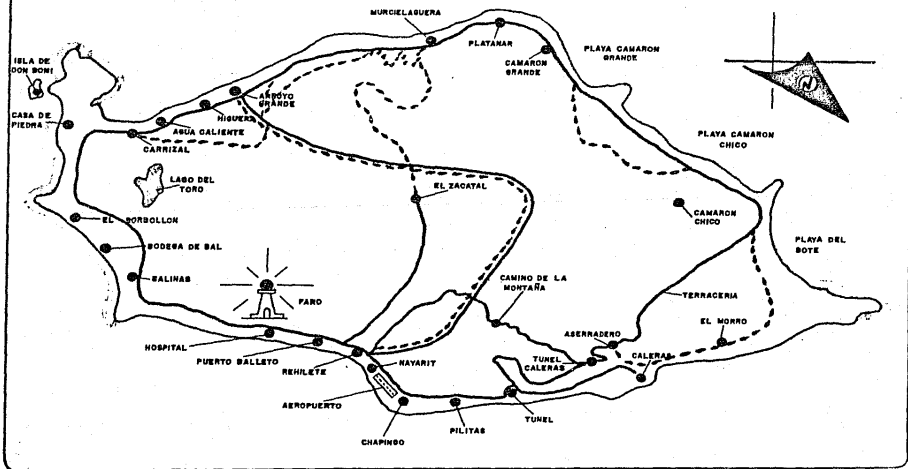 MURCIELAGUERA
PLATANAR
PLAYA CAMARON
GRANDE
CAMARON
GRANDE
ISLA DE
DON BONI
N
CASA DE
PIEDRA
ARROYO
GRANDE
HIGUERA
AGUA CALIENTE
CARRIZAL
PLAYA CAMARON
CHICO
LAGO DEL
TORO
EL ZACATAL
CAMARON
CHICO
EL BORBOLLON
BODEGA DE SAL
PLAYA DEL
BOTE
SALINAS
FARO
CAMINO DE LA
MONTAÑA
TERRACERIA
ASERRADERO
EL MORRO
HOSPITAL
PUERTO BALLETO
REHILETE
NAYARIT
TUNEL
CALERAS
CALERAS
AEROPUERTO
CHAPINGO
PILITAS
TUNEL